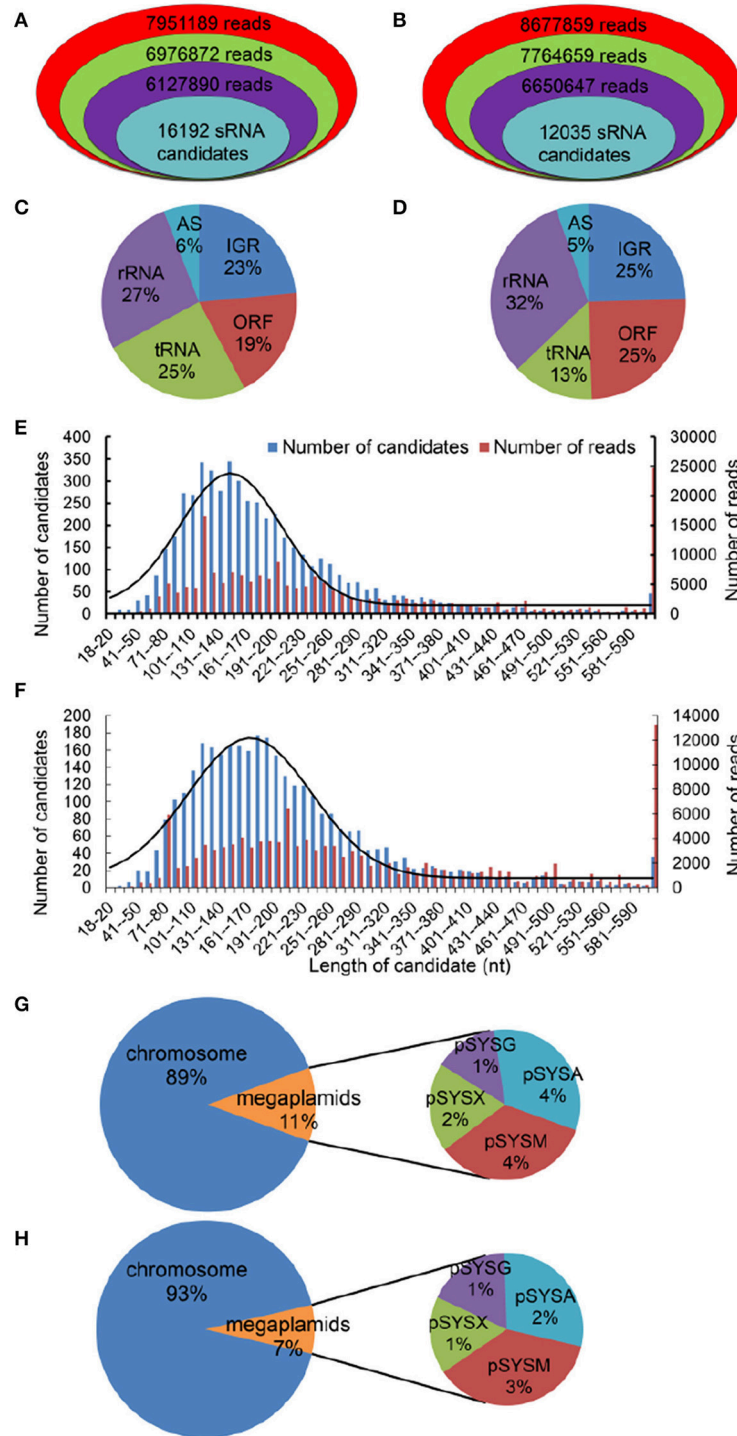 A
7951189 reads
6976872 reads
6127890 reads
16192 sRNA
candidates
B
8677859 reads
7764659 reads
6650647 reads
12035 sRNA
candidates
C
AS
6%
IGR
23%
rRNA
27%
ORF
19%
tRNA
25%
D
AS
5%
IGR
25%
rRNA
32%
ORF
25%
tRNA
13%
E
Number of candidates
400
350
300
250
200
150
100
50
0
Number of candidates
Number of reads
30000
25000
20000
15000
10000
5000
0
Number of reads
18-20
41--50
71--80
101--110
131--140
161--170
191--200
221--230
251--260
281--290
311--320
341--350
371--380
401--410
431--440
461--470
491--500
521--530
551--560
581--590
F
Number of candidates
200
180
160
140
120
100
80
60
40
20
0
14000
12000
10000
8000
6000
4000
2000
0
Number of reads
18-20
41--50
71--80
101--110
131--140
161--170
191--200
221--230
251--260
281--290
311--320
341--350
371--380
401--410
431--440
461--470
491--500
521--530
551--560
581--590
Length of candidate (nt)
G
chromosome
89%
megaplamids
11%
pSYSG
1%
pSYSA
4%
pSYSX
2%
pSYSM
4%
H
chromosome
93%
megaplamids
7%
pSYSG
1%
pSYSA
2%
pSYSX
1%
pSYSM
3%